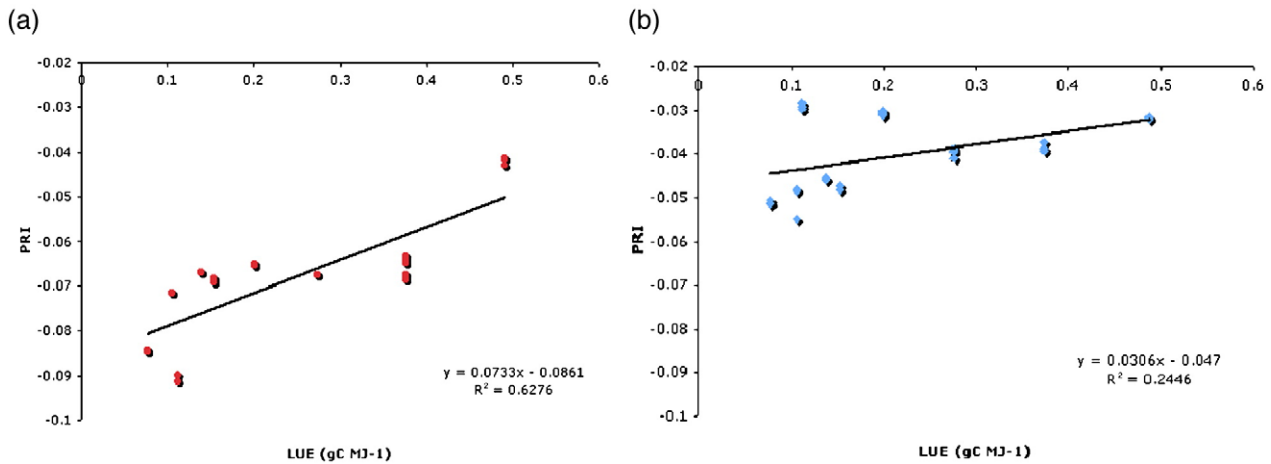 (a)
-0.02
0 0.1 0.2 0.3 0.4 0.5 0.6
-0.03
-0.04
-0.05
-0.06
PRI
-0.07
-0.08
-0.09
-0.1
y = 0.0733x - 0.0861
R² = 0.6276
LUE (gC MJ-1)
(b)
-0.02
0 0.1 0.2 0.3 0.4 0.5 0.6
-0.03
-0.04
-0.05
-0.06
PRI
-0.07
-0.08
-0.09
-0.1
y = 0.0306x - 0.047
R² = 0.2446
LUE (gC MJ-1)